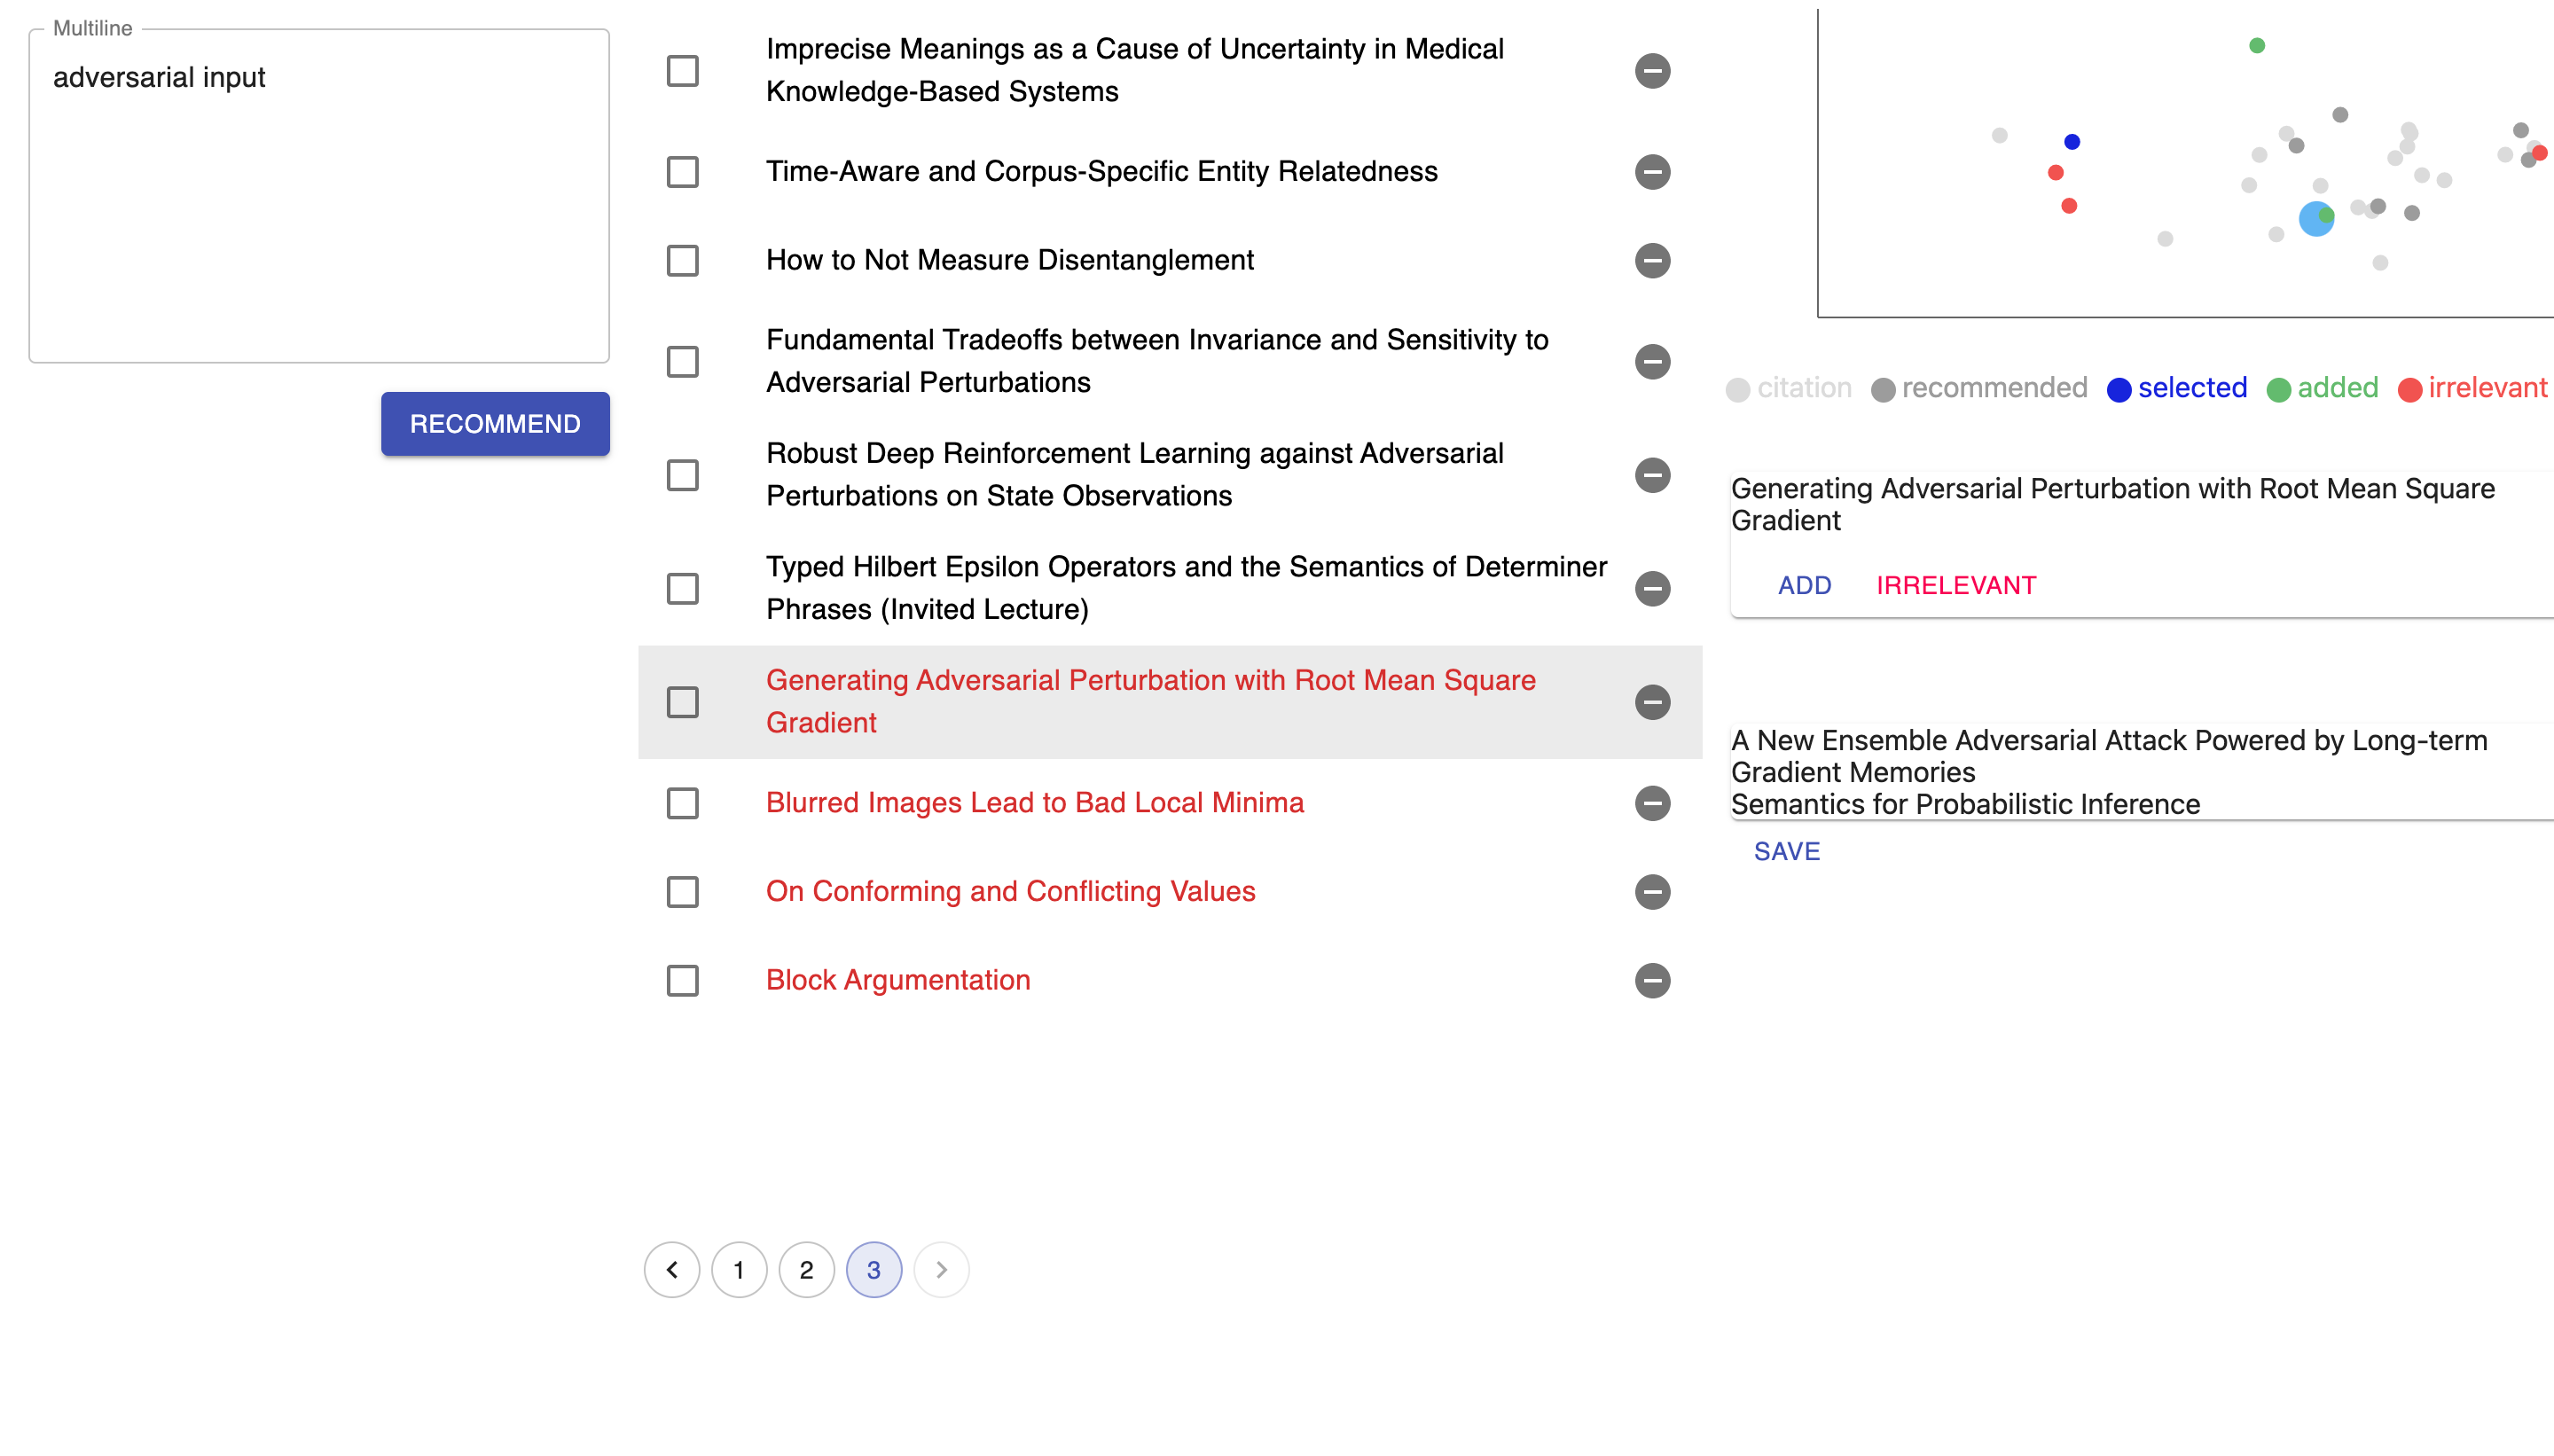 Multiline
adversarial input
RECOMMEND
Imprecise Meanings as a Cause of Uncertainty in Medical
Knowledge-Based Systems
Time-Aware and Corpus-Specific Entity Relatedness
How to Not Measure Disentanglement
Fundamental Tradeoffs between Invariance and Sensitivity to
Adversarial Perturbations
Robust Deep Reinforcement Learning against Adversarial
Perturbations on State Observations
Typed Hilbert Epsilon Operators and the Semantics of Determiner
Phrases (Invited Lecture)
Generating Adversarial Perturbation with Root Mean Square
Gradient
Blurred Images Lead to Bad Local Minima
On Conforming and Conflicting Values
Block Argumentation
1 2 3
citation recommended selected added irrelevant
Generating Adversarial Perturbation with Root Mean Square
Gradient
ADD IRRELEVANT
A New Ensemble Adversarial Attack Powered by Long-term
Gradient Memories
Semantics for Probabilistic Inference
SAVE